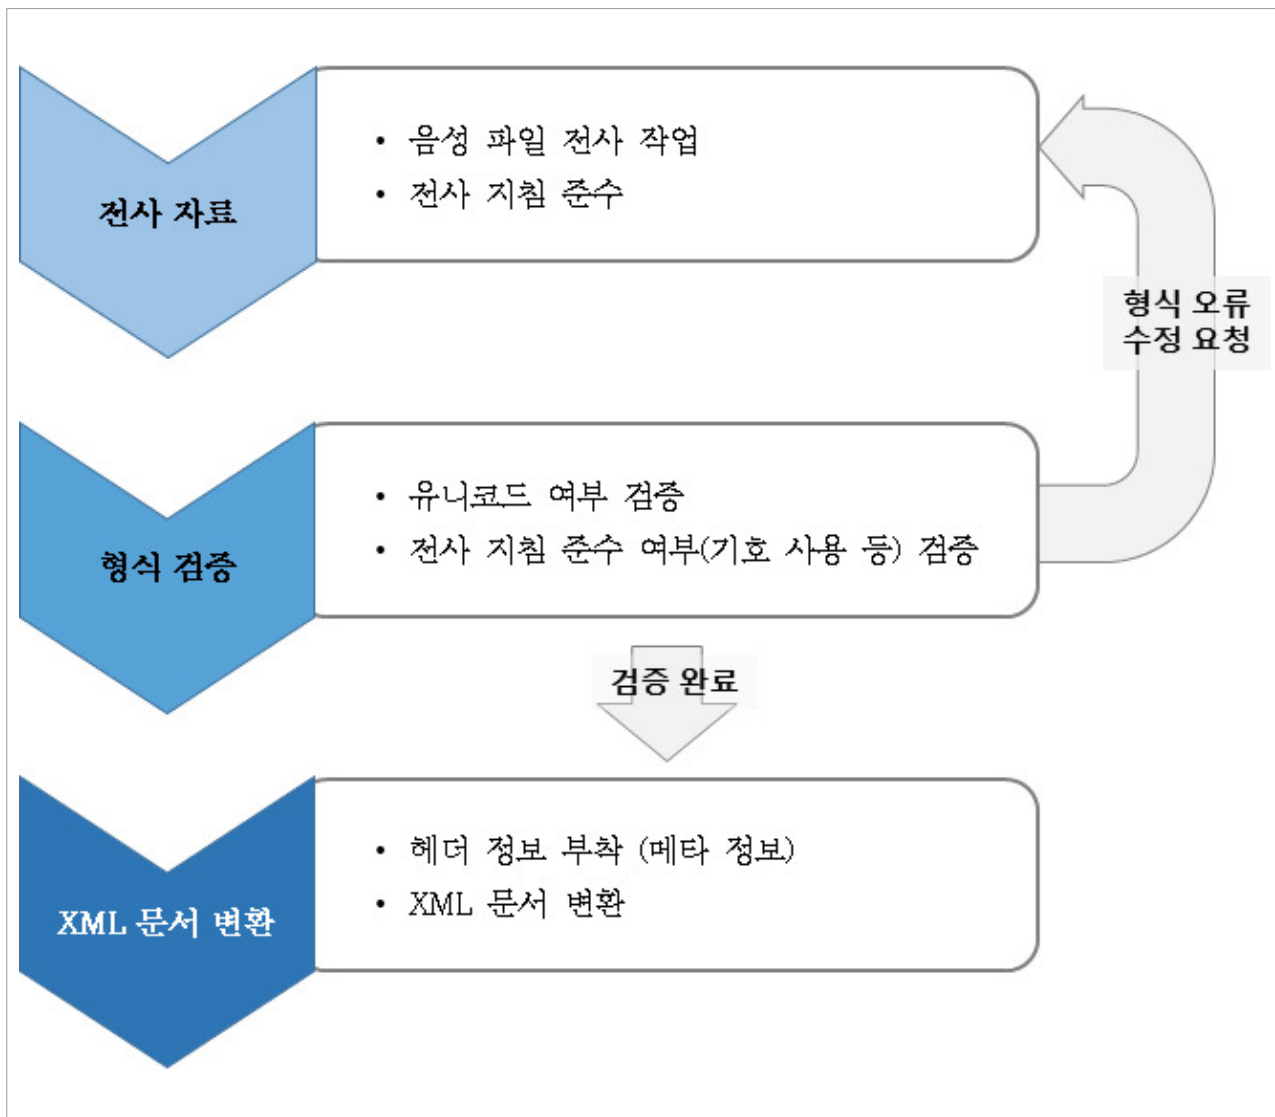 전사 자료
• 음성 파일 전사 작업
• 전사 지침 준수
형식 오류
수정 요청
형식 검증
• 유니코드 여부 검증
• 전사 지침 준수 여부(기호 사용 등) 검증
검증 완료
XML 문서 변환
• 헤더 정보 부착 (메타 정보)
• XML 문서 변환